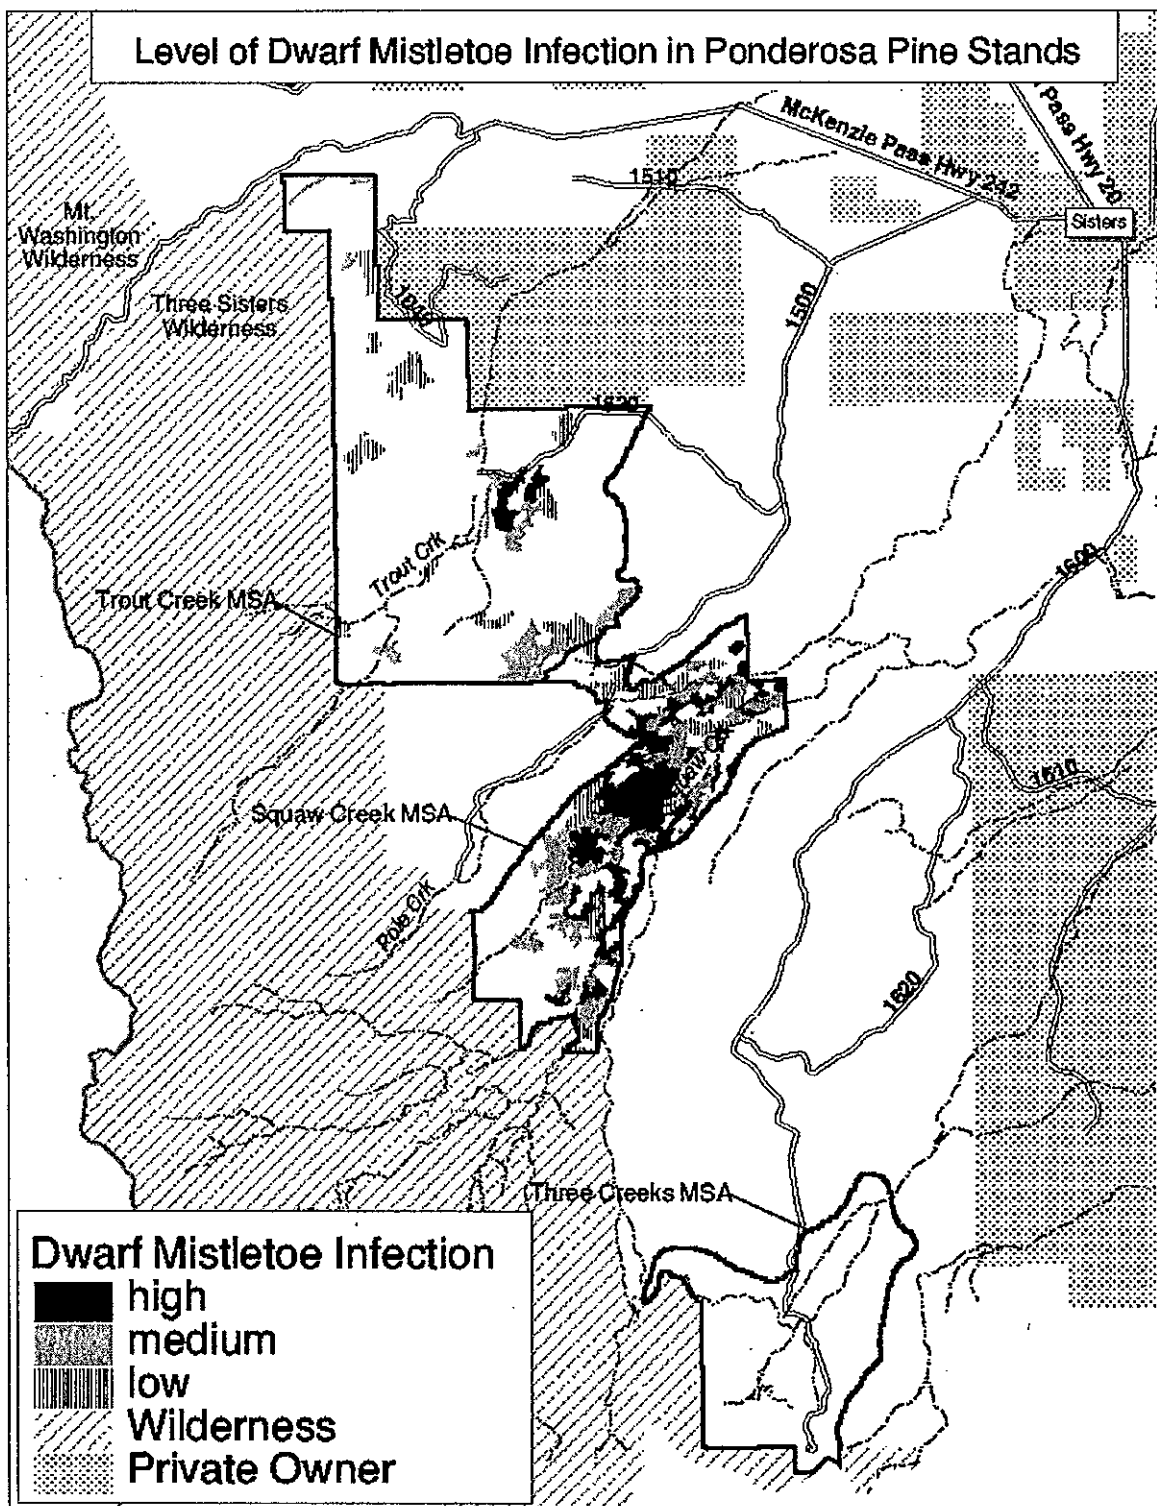 Level of Dwarf Mistletoe Infection in Ponderosa Pine Stands
McKenzie Pass Hwy 242
Pass Hwy 20
1510
Sisters
Mt.
Washington
Wilderness
Three Sisters
Wilderness
1040
1500
1620
Trout Crk
1600
Trout Creek MSA
1610
Squaw Creek MSA
Pole Crk
1620
Three Creeks MSA
Dwarf Mistletoe Infection
high
medium
low
Wilderness
Private Owner